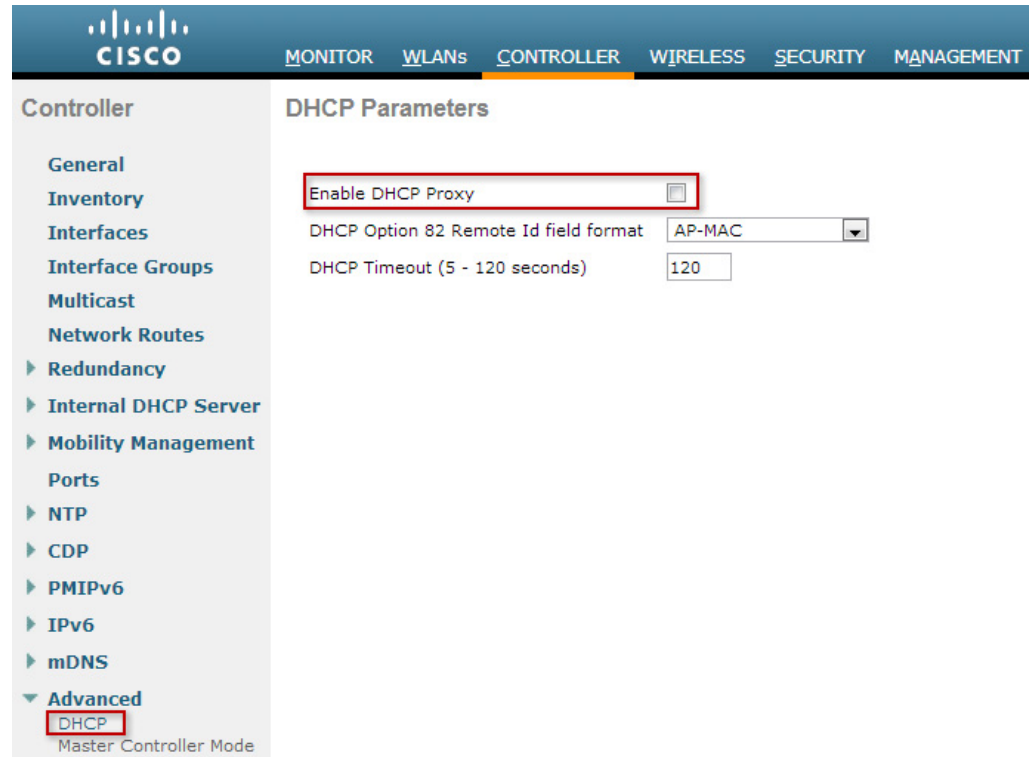 CISCO
MONITOR WLANs CONTROLLER WIRELESS SECURITY MANAGEMENT
Controller
General
Inventory
Interfaces
Interface Groups
Multicast
Network Routes
Redundancy
Internal DHCP Server
Mobility Management
Ports
NTP
CDP
PMIPv6
IPv6
mDNS
Advanced
DHCP
Master Controller Mode
DHCP Parameters
Enable DHCP Proxy
DHCP Option 82 Remote Id field format AP-MAC
DHCP Timeout (5 - 120 seconds) 120